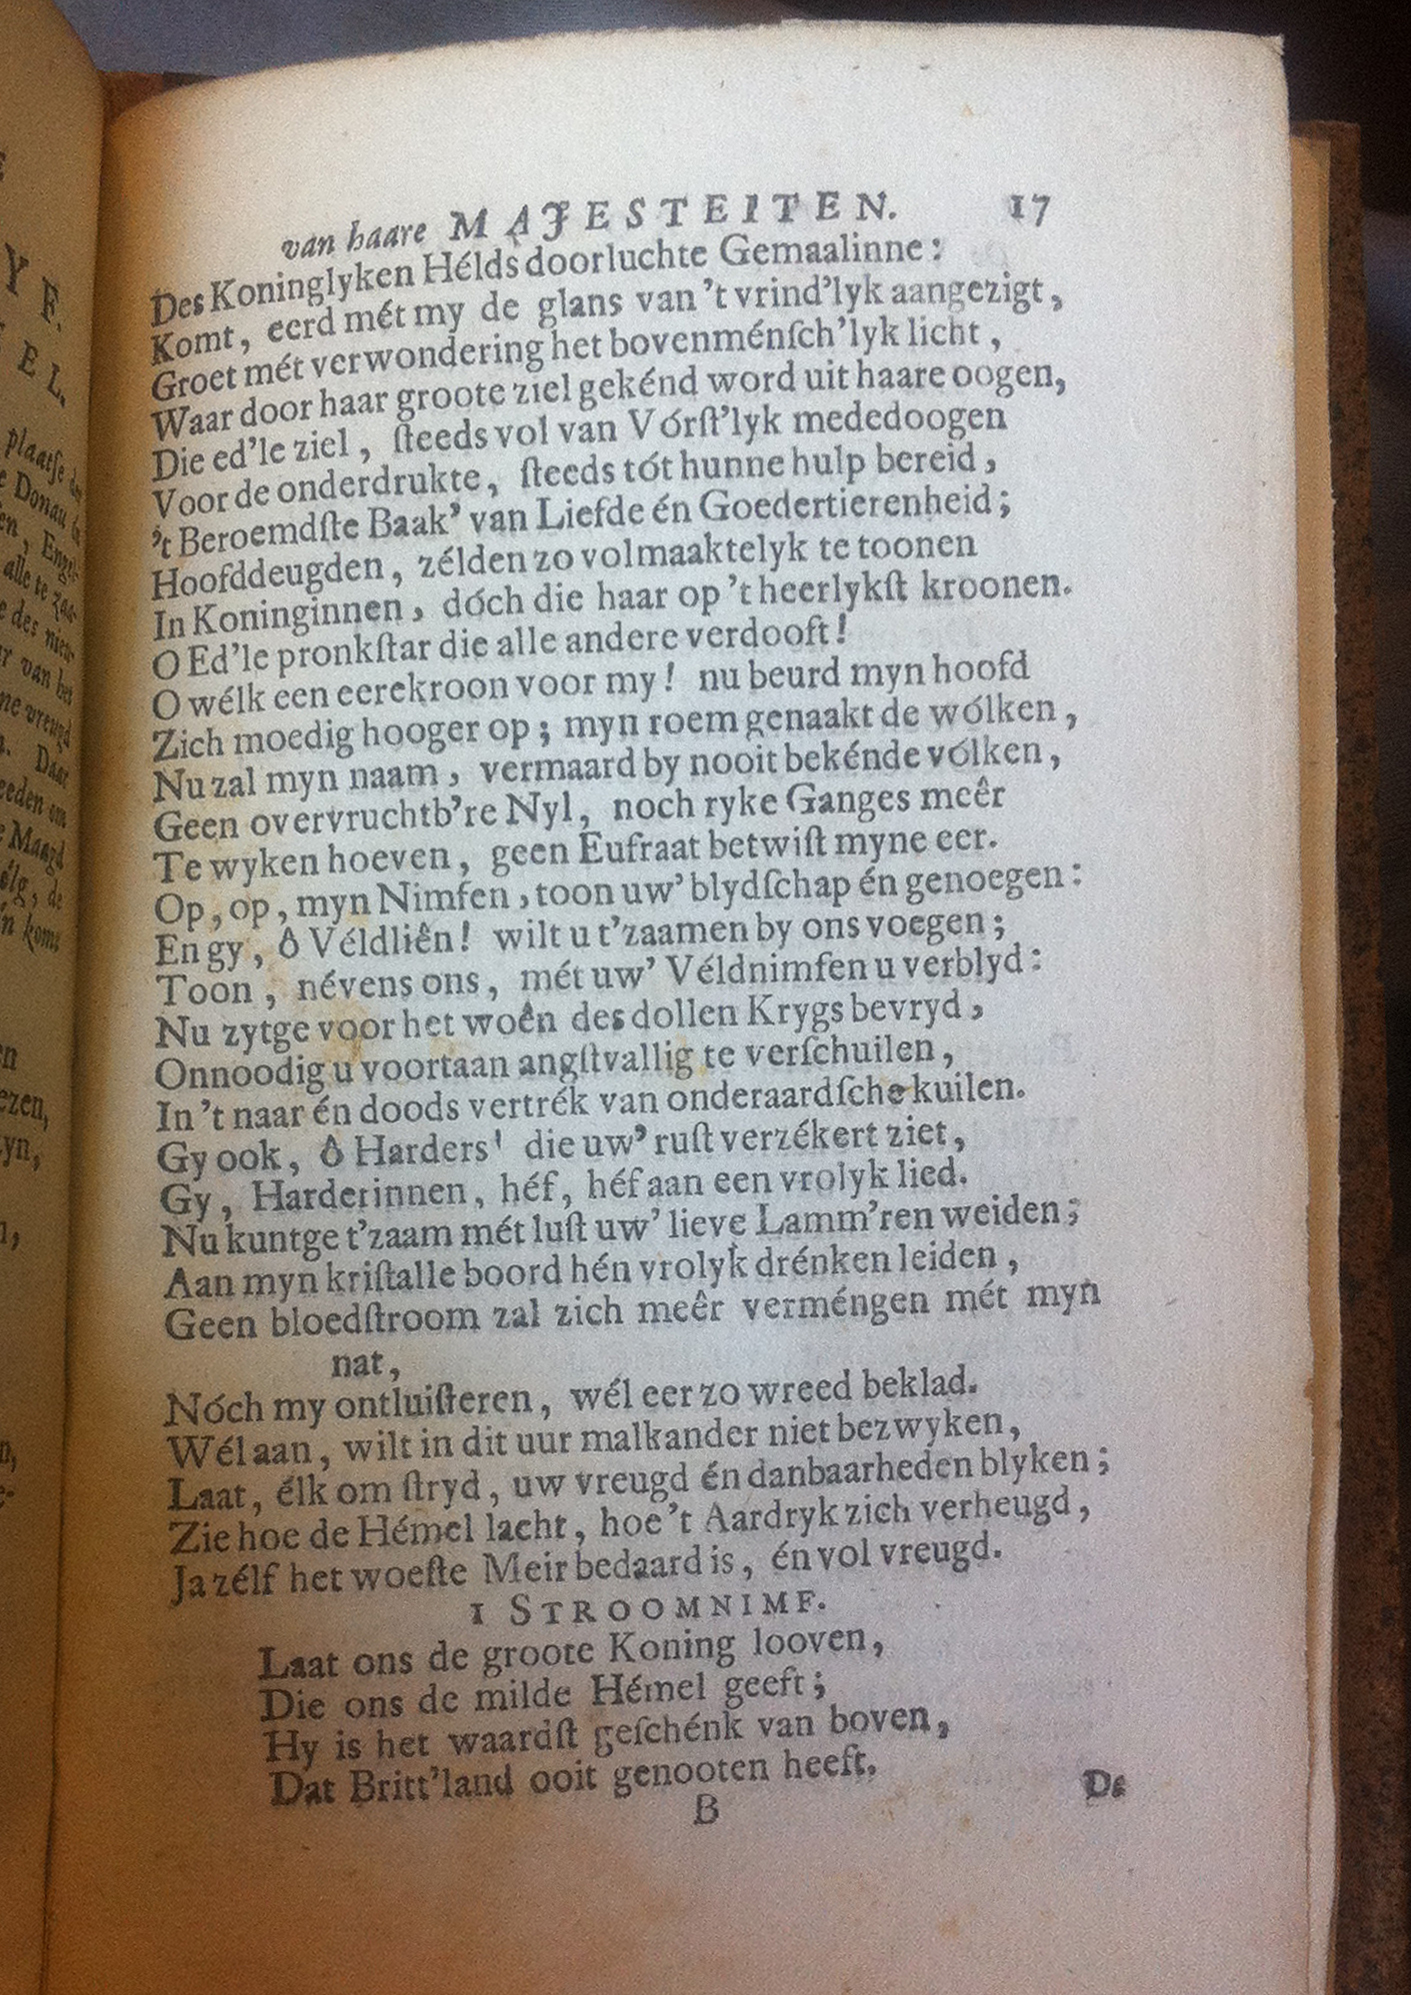 van haare MAJESTEITEN. 17
Des Koninglyken Hélds doorluchte Gemaalinne:
Komt, eerd mét my de glans van 't vrind'lyk aangezigt,
Groet mét verwondering het bovenménſch'lyk licht,
Waar door haar groote ziel gekénd word uit haare oogen,
Die ed'le ziel, ſteeds vol van Vórſt'lyk mededoogen
Voor de onderdrukte, ſteeds tót hunne hulp bereid,
't Beroemdſte Baak' van Liefde én Goedertierenheid;
Hoofddeugden, zélden zo volmaaktelyk te toonen
In Koninginnen, dóch die haar op 't heerlykſt kroonen.
O Ed'le pronkſtar die alle andere verdooft!
O wélk een eerekroon voor my! nu beurd myn hoofd
Zich moedig hooger op; myn roem genaakt de wólken,
Nu zal myn naam, vermaard by nooit bekénde vólken,
Geen overvruchtb're Nyl, noch ryke Ganges meêr
Te wyken hoeven, geen Eufraat betwiſt myne eer.
Op, op, myn Nimfen, toon uw' blydſchap én genoegen:
En gy, ô Véldliên! wilt u t'zaamen by ons voegen;
Toon, névens ons, mét uw' Véldnimfen u verblyd:
Nu zytge voor het woên des dollen Krygs bevryd,
Onnoodig u voortaan angſtvallig te verſchuilen,
In 't naar én doods vertrék van onderaardſche kuilen.
Gy ook, ô Harders! die uw' ruſt verzékert ziet,
Gy, Harderinnen, héf, héf aan een vrolyk lied.
Nu kuntge t'zaam mét luſt uw' lieve Lamm'ren weiden;
Aan myn kriſtalle boord hén vrolyk drénken leiden,
Geen bloedſtroom zal zich meêr verméngen mét myn
nat,
Nóch my ontluiſteren, wél eer zo wreed beklad.
Wél aan, wilt in dit uur malkander niet bezwyken,
Laat, élk om ſtryd, uw vreugd én danbaarheden blyken;
Zie hoe de Hémel lacht, hoe 't Aardryk zich verheugd,
Ja zélf het woeſte Meir bedaard is, én vol vreugd.
1 STROOMNIMF.
Laat ons de groote Koning looven,
Die ons de milde Hémel geeft;
Hy is het waardſt geſchénk van boven,
Dat Britt'land ooit genooten heeft.
B De